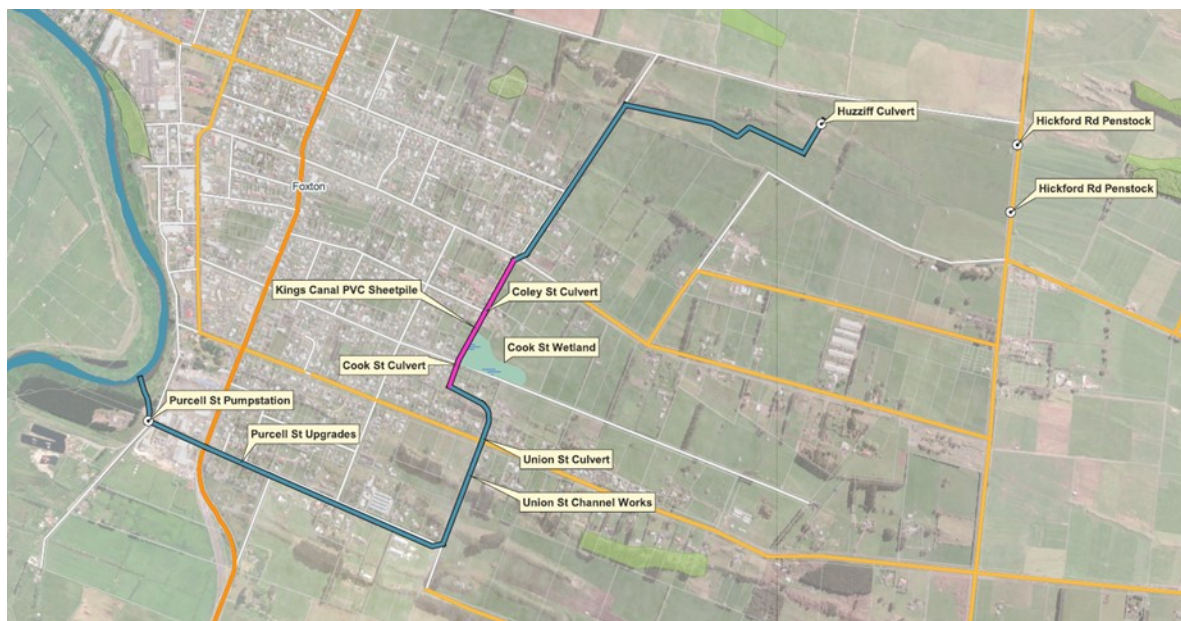 Huzziff Culvert
Hickford Rd Penstock
Foxton
Hickford Rd Penstock
Kings Canal PVC Sheetpile
Coley St Culvert
Cook St Wetland
Cook St Culvert
Purcell St Pumpstation
Purcell St Upgrades
Union St Culvert
Union St Channel Works